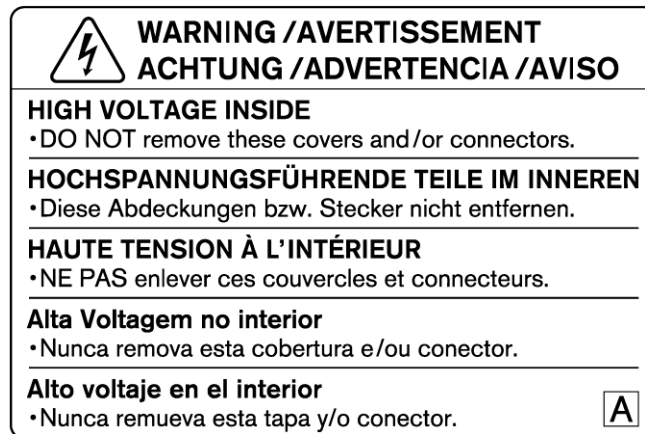 WARNING /AVERTISSEMENT
ACHTUNG /ADVERTENCIA /AVISO
HIGH VOLTAGE INSIDE
•DO NOT remove these covers and/or connectors.
HOCHSPANNUNGSFÜHRENDE TEILE IM INNEREN
•Diese Abdeckungen bzw. Stecker nicht entfernen.
HAUTE TENSION À L'INTÉRIEUR
•NE PAS enlever ces couvercles et connecteurs.
Alta Voltagem no interior
•Nunca remova esta cobertura e/ou conector.
Alto voltaje en el interior
•Nunca remueva esta tapa y/o conector.
A